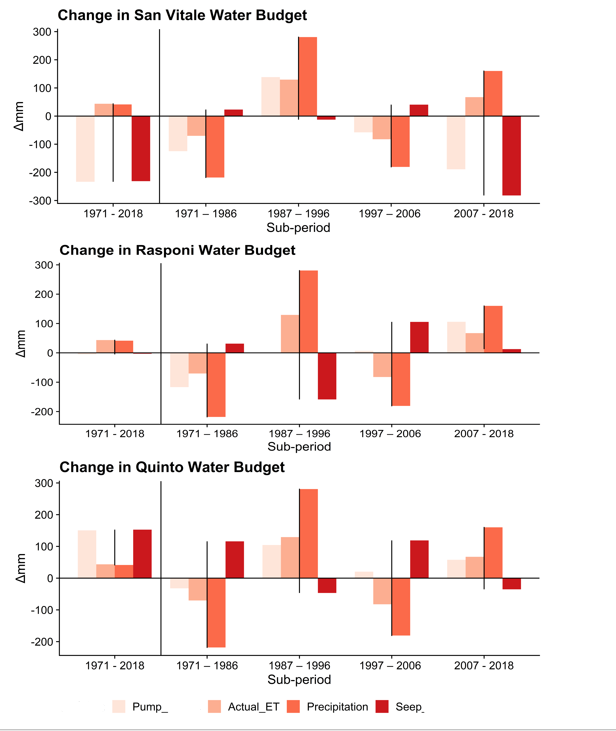 Change in San Vitale Water Budget
300
200
100
0
-100
-200
-300
Δmm
1971 - 2018
1971 – 1986
1987 – 1996
1997 - 2006
2007 - 2018
Sub-period
Change in Rasponi Water Budget
300
200
100
0
-100
-200
Δmm
1971 - 2018
1971 – 1986
1987 – 1996
1997 – 2006
2007 - 2018
Sub-period
Change in Quinto Water Budget
300
200
100
0
-100
-200
Δmm
1971 - 2018
1971 – 1986
1987 – 1996
1997 – 2006
2007 - 2018
Sub-period
Pump_ Actual_ET Precipitation Seep_